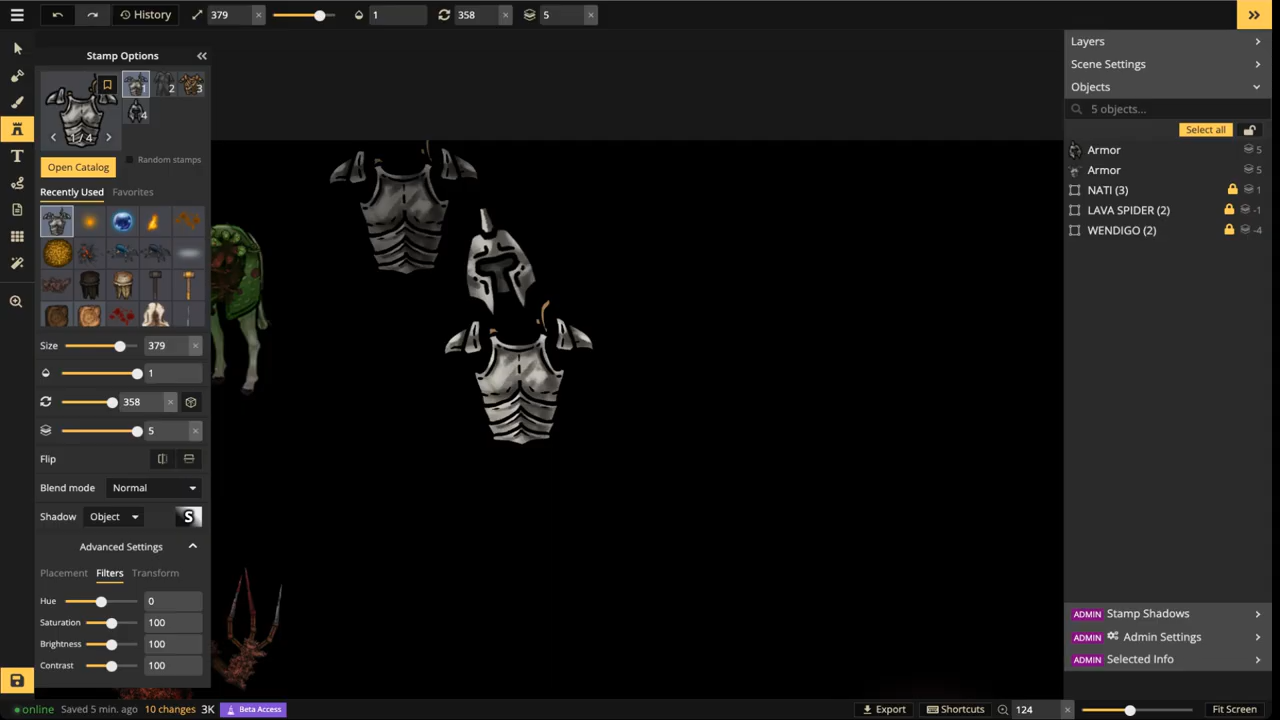 History 379 × 1 358 × 5 ×
Stamp Options
1 2 3
1 / 4
4
Open Catalog Random stamps
Recently Used Favorites
Size 379 ×
1
358 ×
5 ×
Flip
Blend mode Normal
Shadow Object S
Advanced Settings
Placement Filters Transform
Hue 0
Saturation 100
Brightness 100
Contrast 100
Layers
Scene Settings
Objects
5 objects...
Select all
Armor 5
Armor 5
NATI (3) 1
LAVA SPIDER (2) -1
WENDIGO (2) -4
ADMIN Stamp Shadows
ADMIN Admin Settings
ADMIN Selected Info
online Saved 5 min. ago 10 changes 3K Beta Access Export Shortcuts 124 × Fit Screen